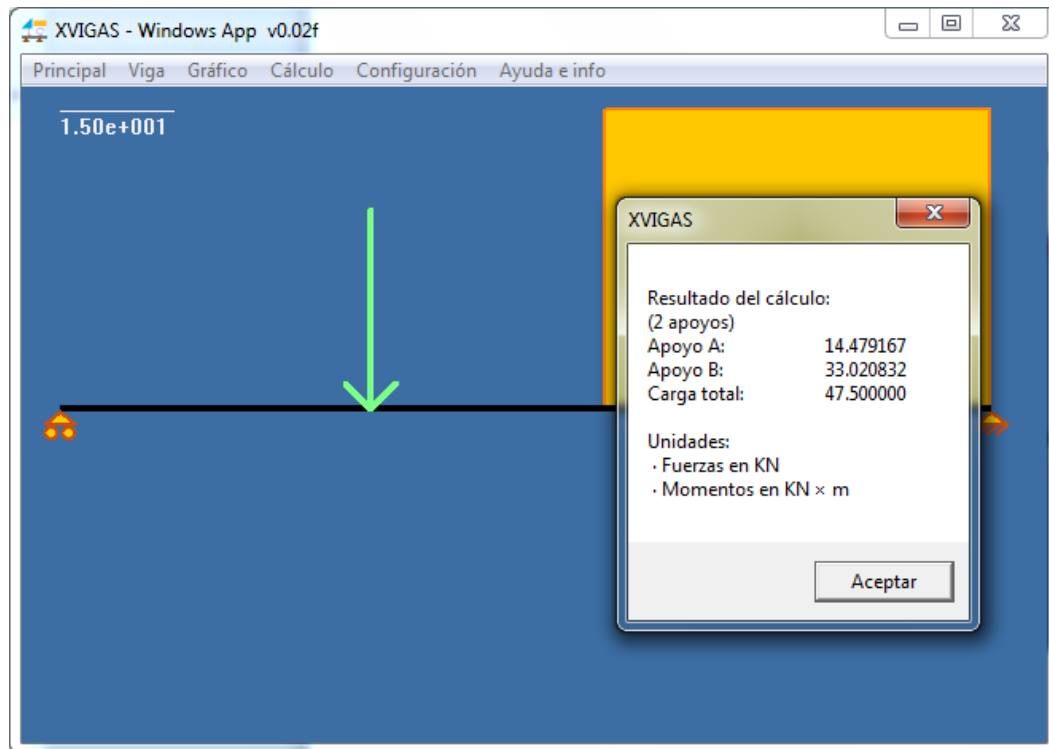 XVIGAS - Windows App v0.02f
Principal Viga Gráfico Cálculo Configuración Ayuda e info
1.50e+001
XVIGAS
Resultado del cálculo:
(2 apoyos)
Apoyo A: 14.479167
Apoyo B: 33.020832
Carga total: 47.500000
Unidades:
· Fuerzas en KN
· Momentos en KN × m
Aceptar